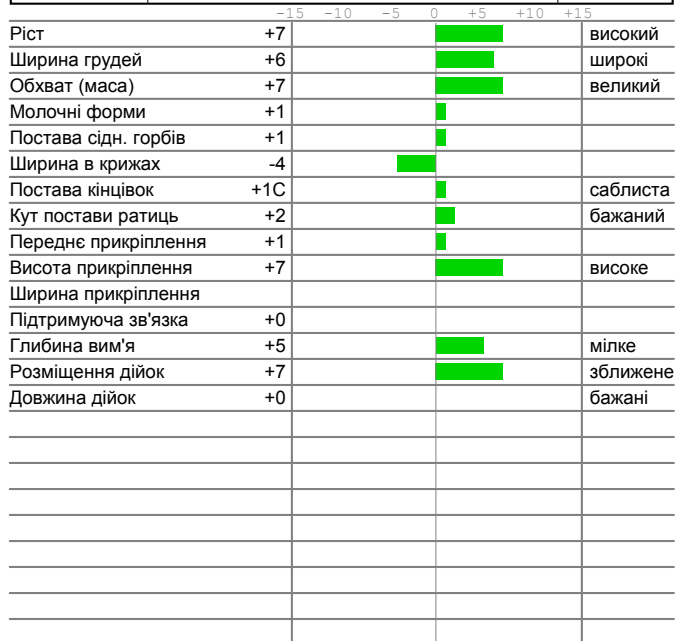 -15 -10 -5 0 +5 +10 +15
Ріст +7 високий
Ширина грудей +6 широкі
Обхват (маса) +7 великий
Молочні форми +1
Постава сідн. горбів +1
Ширина в крижах -4
Постава кінцівок +1C саблиста
Кут постави ратиць +2 бажаний
Переднє прикріплення +1
Висота прикріплення +7 високе
Ширина прикріплення
Підтримуюча зв'язка +0
Глибина вим'я +5 мілке
Розміщення дійок +7 зближене
Довжина дійок +0 бажані